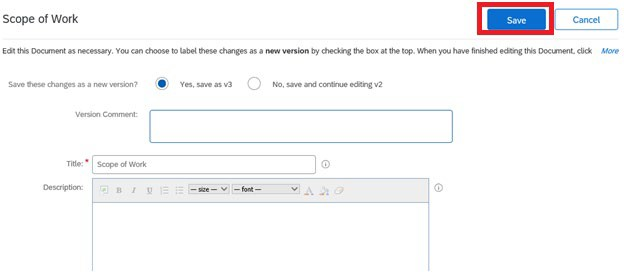 Scope of Work Save Cancel
Edit this Document as necessary. You can choose to label these changes as a new version by checking the box at the top. When you have finished editing this Document, click More
Save these changes as a new version? Yes, save as v3 No, save and continue editing v2
Version Comment:
Title: * Scope of Work
Description: B I U — size — — font —